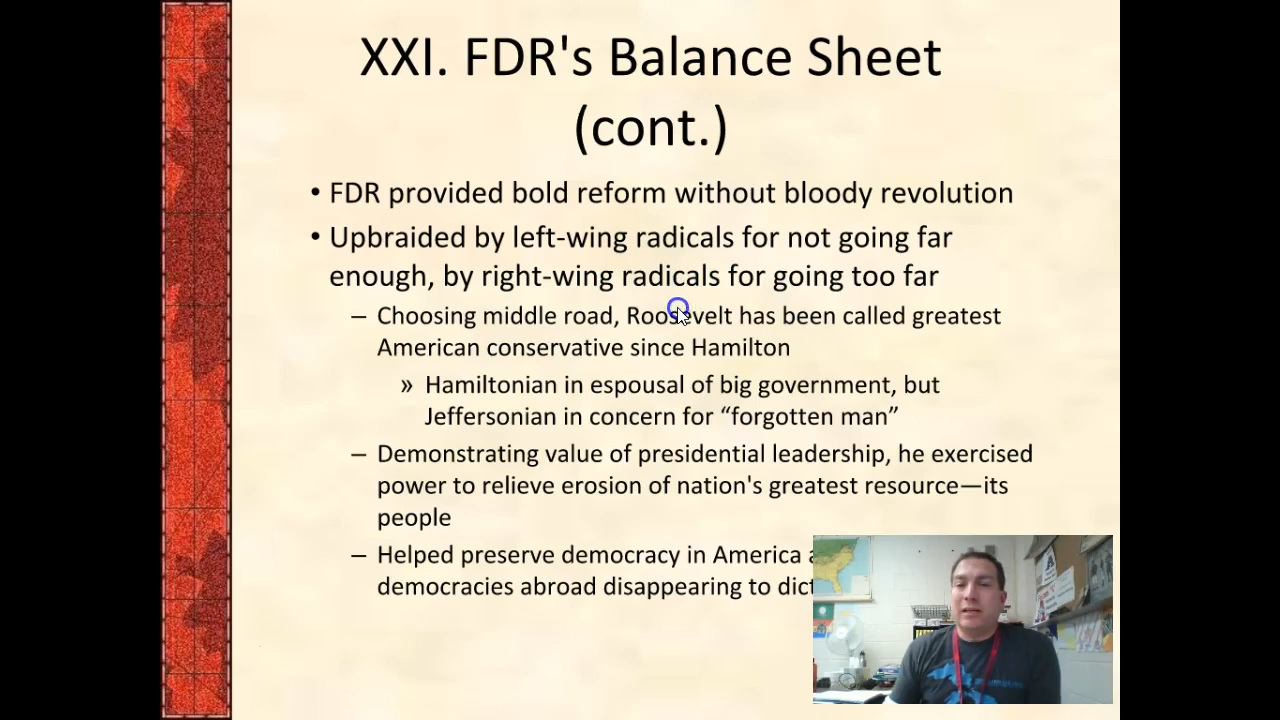 XXI. FDR's Balance Sheet
(cont.)
• FDR provided bold reform without bloody revolution
• Upbraided by left-wing radicals for not going far
enough, by right-wing radicals for going too far
– Choosing middle road, Roosevelt has been called greatest
American conservative since Hamilton
» Hamiltonian in espousal of big government, but
Jeffersonian in concern for “forgotten man”
– Demonstrating value of presidential leadership, he exercised
power to relieve erosion of nation's greatest resource—its
people
– Helped preserve democracy in America
democracies abroad disappearing to